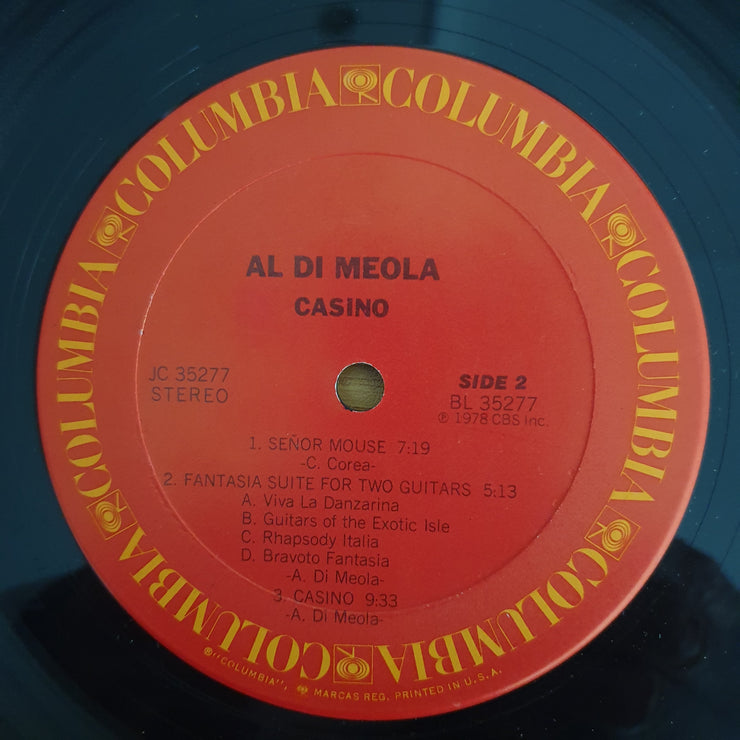 COLUMBIA COLUMBIA COLUMBIA COLUMBIA COLUMBIA COLUMBIA COLUMBIA COLUMBIA
AL DI MEOLA
CASINO
JC 35277
STEREO
SIDE 2
BL 35277
℗ 1978 CBS Inc.
1. SEÑOR MOUSE 7:19
-C. Corea-
2. FANTASIA SUITE FOR TWO GUITARS 5:13
A. Viva La Danzarina
B. Guitars of the Exotic Isle
C. Rhapsody Italia
D. Bravoto Fantasia
-A. Di Meola-
3. CASINO 9:33
-A. Di Meola-
®"COLUMBIA", MARCAS REG. PRINTED IN U.S.A.